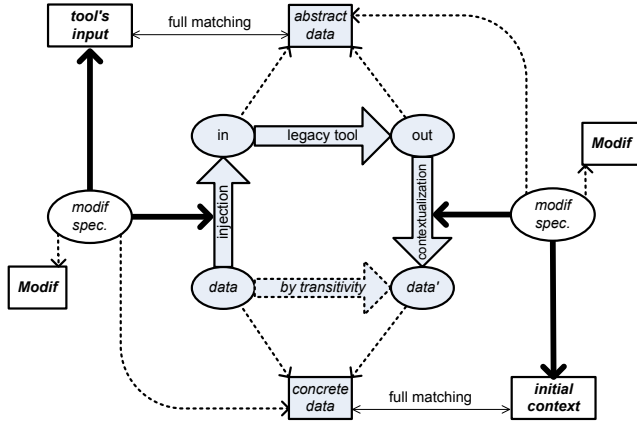 tool's
input
full matching
abstract
data
in
legacy tool
out
Modif
modif
spec.
injection
contextualization
modif
spec.
Modif
data
by transitivity
data'
concrete
data
full matching
initial
context